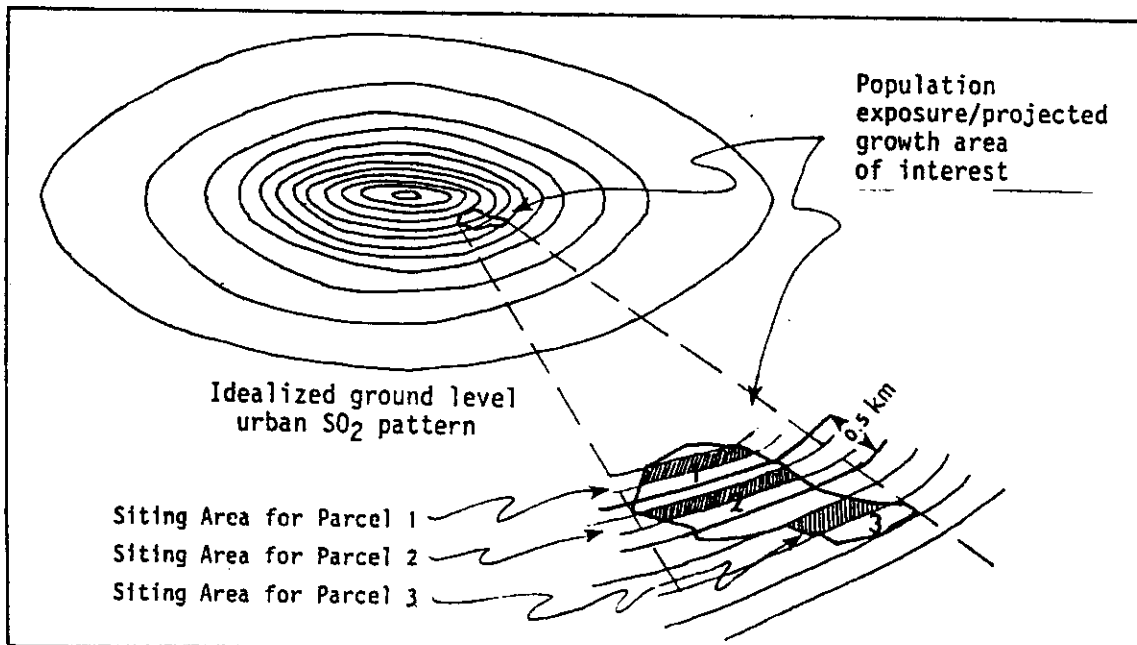 Population
exposure/projected
growth area
of interest
Idealized ground level
urban SO2 pattern
0.5 km
1
2
3
Siting Area for Parcel 1
Siting Area for Parcel 2
Siting Area for Parcel 3